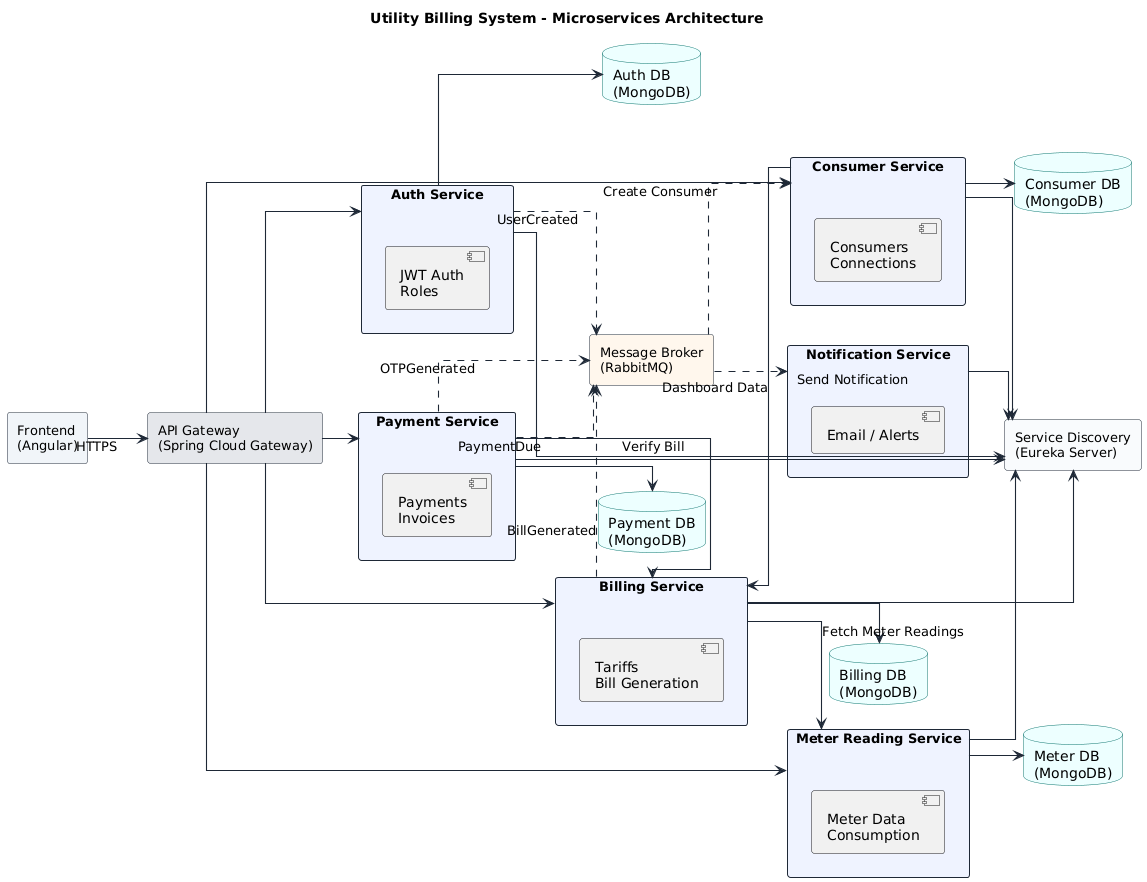 Utility Billing System - Microservices Architecture
Auth DB
(MongoDB)
Consumer Service
Consumers
Connections
Consumer DB
(MongoDB)
Create Consumer
Auth Service
JWT Auth
Roles
UserCreated
Message Broker
(RabbitMQ)
Notification Service
Send Notification
Email / Alerts
OTPGenerated
Dashboard Data
Frontend
(Angular)
HTTPS
API Gateway
(Spring Cloud Gateway)
Payment Service
Payments
Invoices
PaymentDue
Verify Bill
Service Discovery
(Eureka Server)
Payment DB
(MongoDB)
BillGenerated
Billing Service
Tariffs
Bill Generation
Fetch Meter Readings
Billing DB
(MongoDB)
Meter Reading Service
Meter Data
Consumption
Meter DB
(MongoDB)